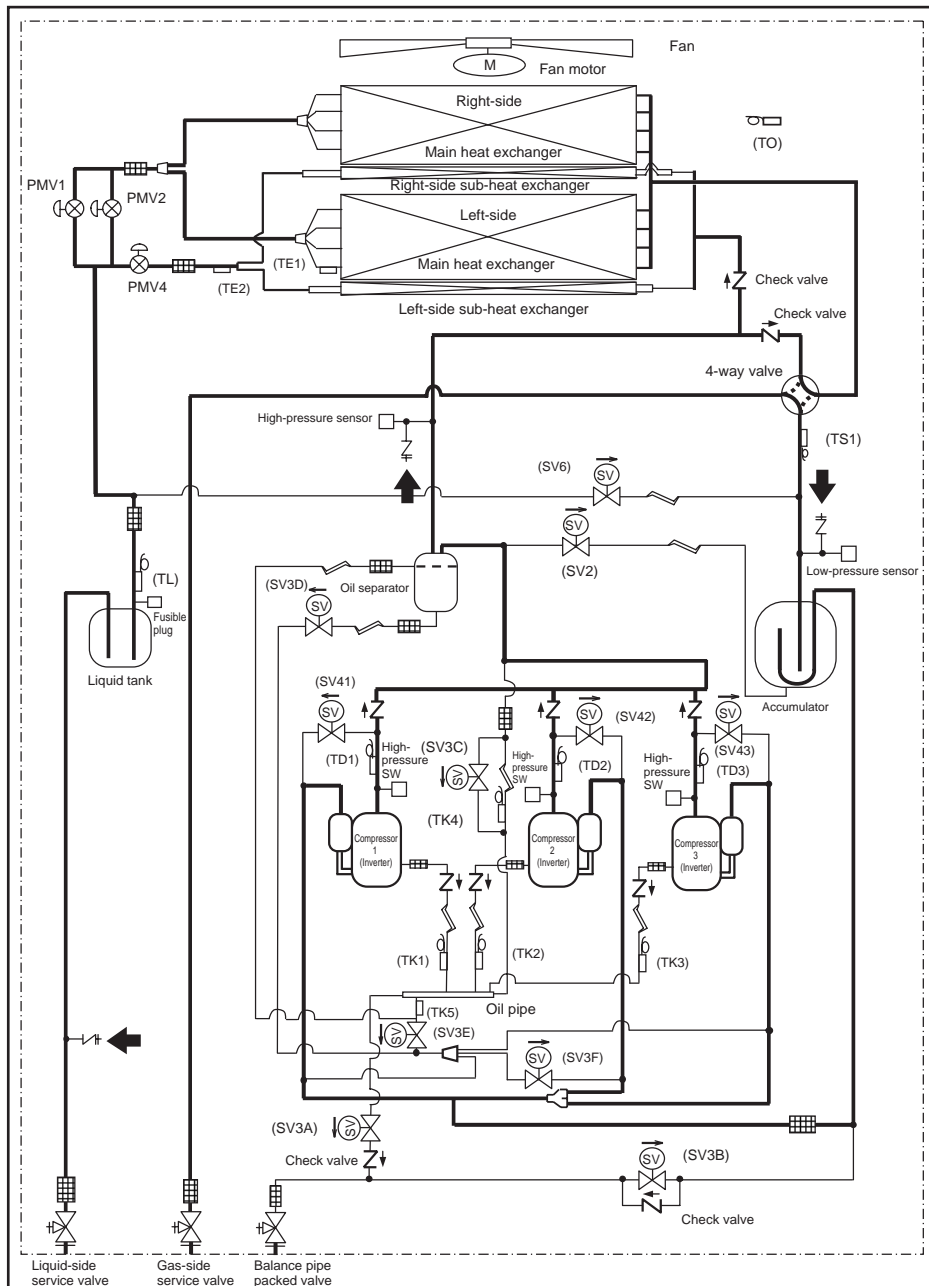 Fan
M
Fan motor
Right-side
Main heat exchanger
(TO)
Right-side sub-heat exchanger
PMV1
PMV2
Left-side
Main heat exchanger
(TE1)
(TE2)
PMV4
Left-side sub-heat exchanger
Check valve
Check valve
4-way valve
High-pressure sensor
(TS1)
(SV6)
SV
SV
(SV2)
Low-pressure sensor
(TL)
Fusible
plug
Liquid tank
(SV3D)
SV
Oil separator
Accumulator
(SV41)
SV
(TD1)
High-
pressure
SW
(SV3C)
SV
(TK4)
High-
pressure
SW
SV
(SV42)
(TD2)
High-
pressure
SW
SV
(SV43)
(TD3)
Compressor
1
(Inverter)
Compressor
2
(Inverter)
Compressor
3
(Inverter)
(TK1)
(TK2)
(TK3)
Oil pipe
(TK5)
SV
(SV3E)
SV
(SV3F)
(SV3A)
SV
Check valve
SV
(SV3B)
Check valve
Liquid-side
service valve
Gas-side
service valve
Balance pipe
packed valve